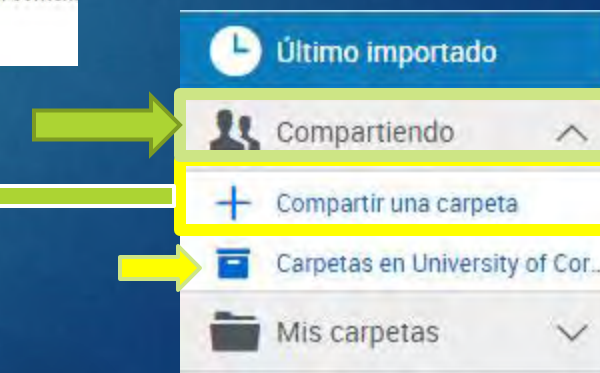 Último importado
Compartiendo
Compartir una carpeta
Carpetas en University of Cor...
Mis carpetas